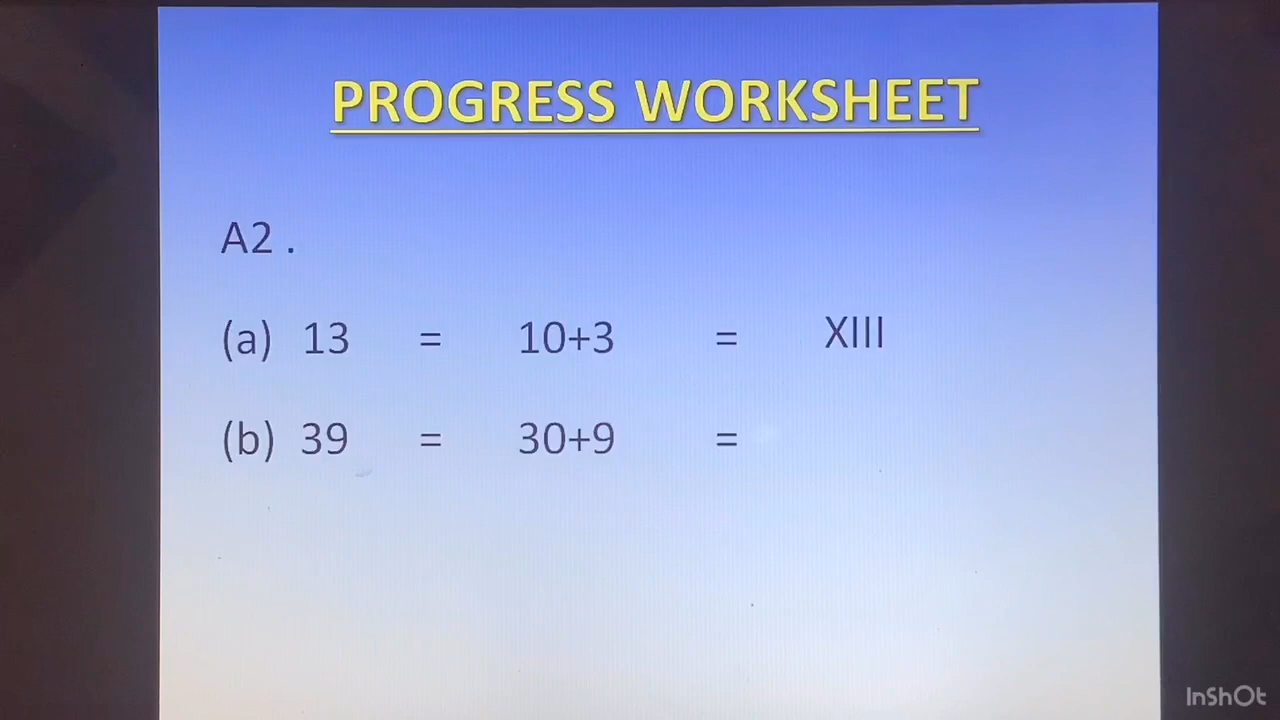 PROGRESS WORKSHEET
A2 .
(a) 13 = 10+3 = XIII
(b) 39 = 30+9 =
InShOt